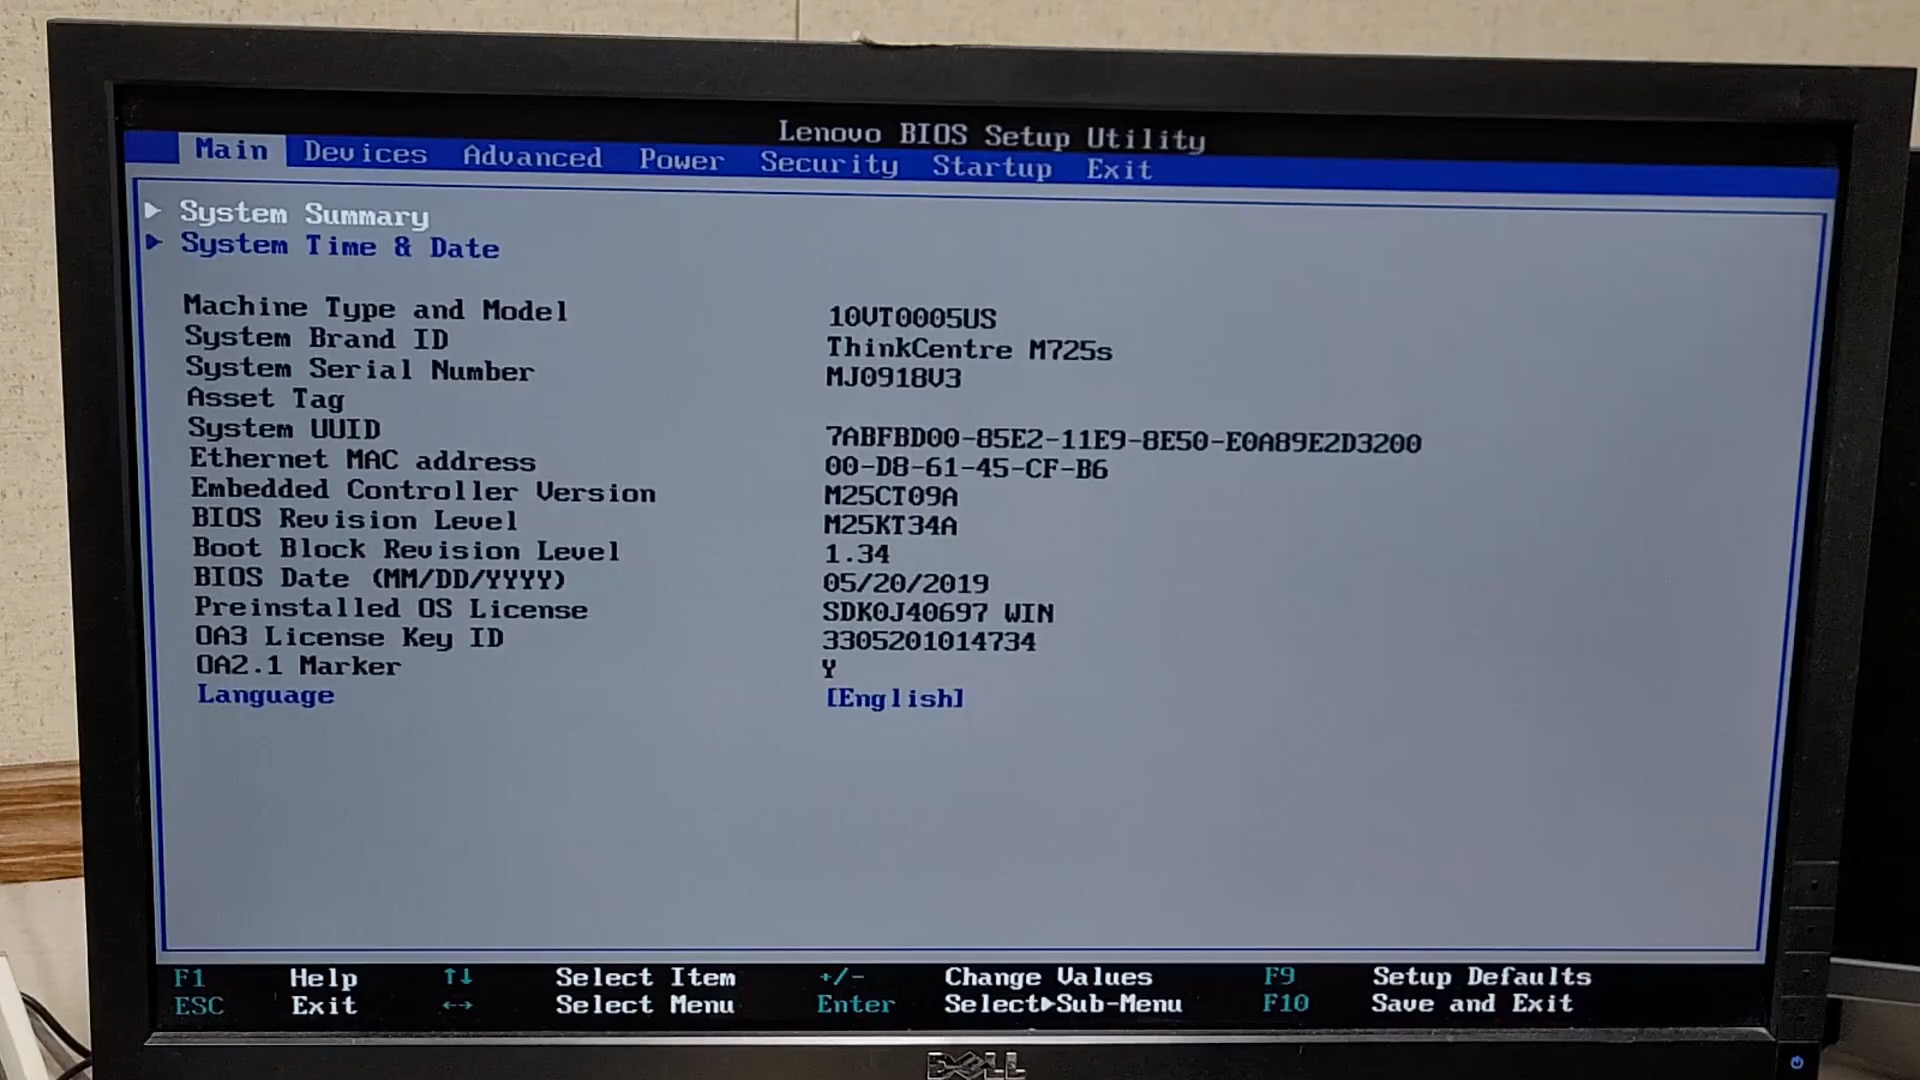 Lenovo BIOS Setup Utility
Main Devices Advanced Power Security Startup Exit
System Summary
System Time & Date
Machine Type and Model 10VT0005US
System Brand ID ThinkCentre M725s
System Serial Number MJ0918V3
Asset Tag
System UUID 7ABFBD00-85E2-11E9-8E50-E0A89E2D3200
Ethernet MAC address 00-D8-61-45-CF-B6
Embedded Controller Version M25CT09A
BIOS Revision Level M25KT34A
Boot Block Revision Level 1.34
BIOS Date (MM/DD/YYYY) 05/20/2019
Preinstalled OS License SDK0J40697 WIN
OA3 License Key ID 3305201014734
OA2.1 Marker Y
Language [English]
F1 Help ↑↓ Select Item +/- Change Values F9 Setup Defaults
ESC Exit ↔ Select Menu Enter Select▶Sub-Menu F10 Save and Exit
DELL